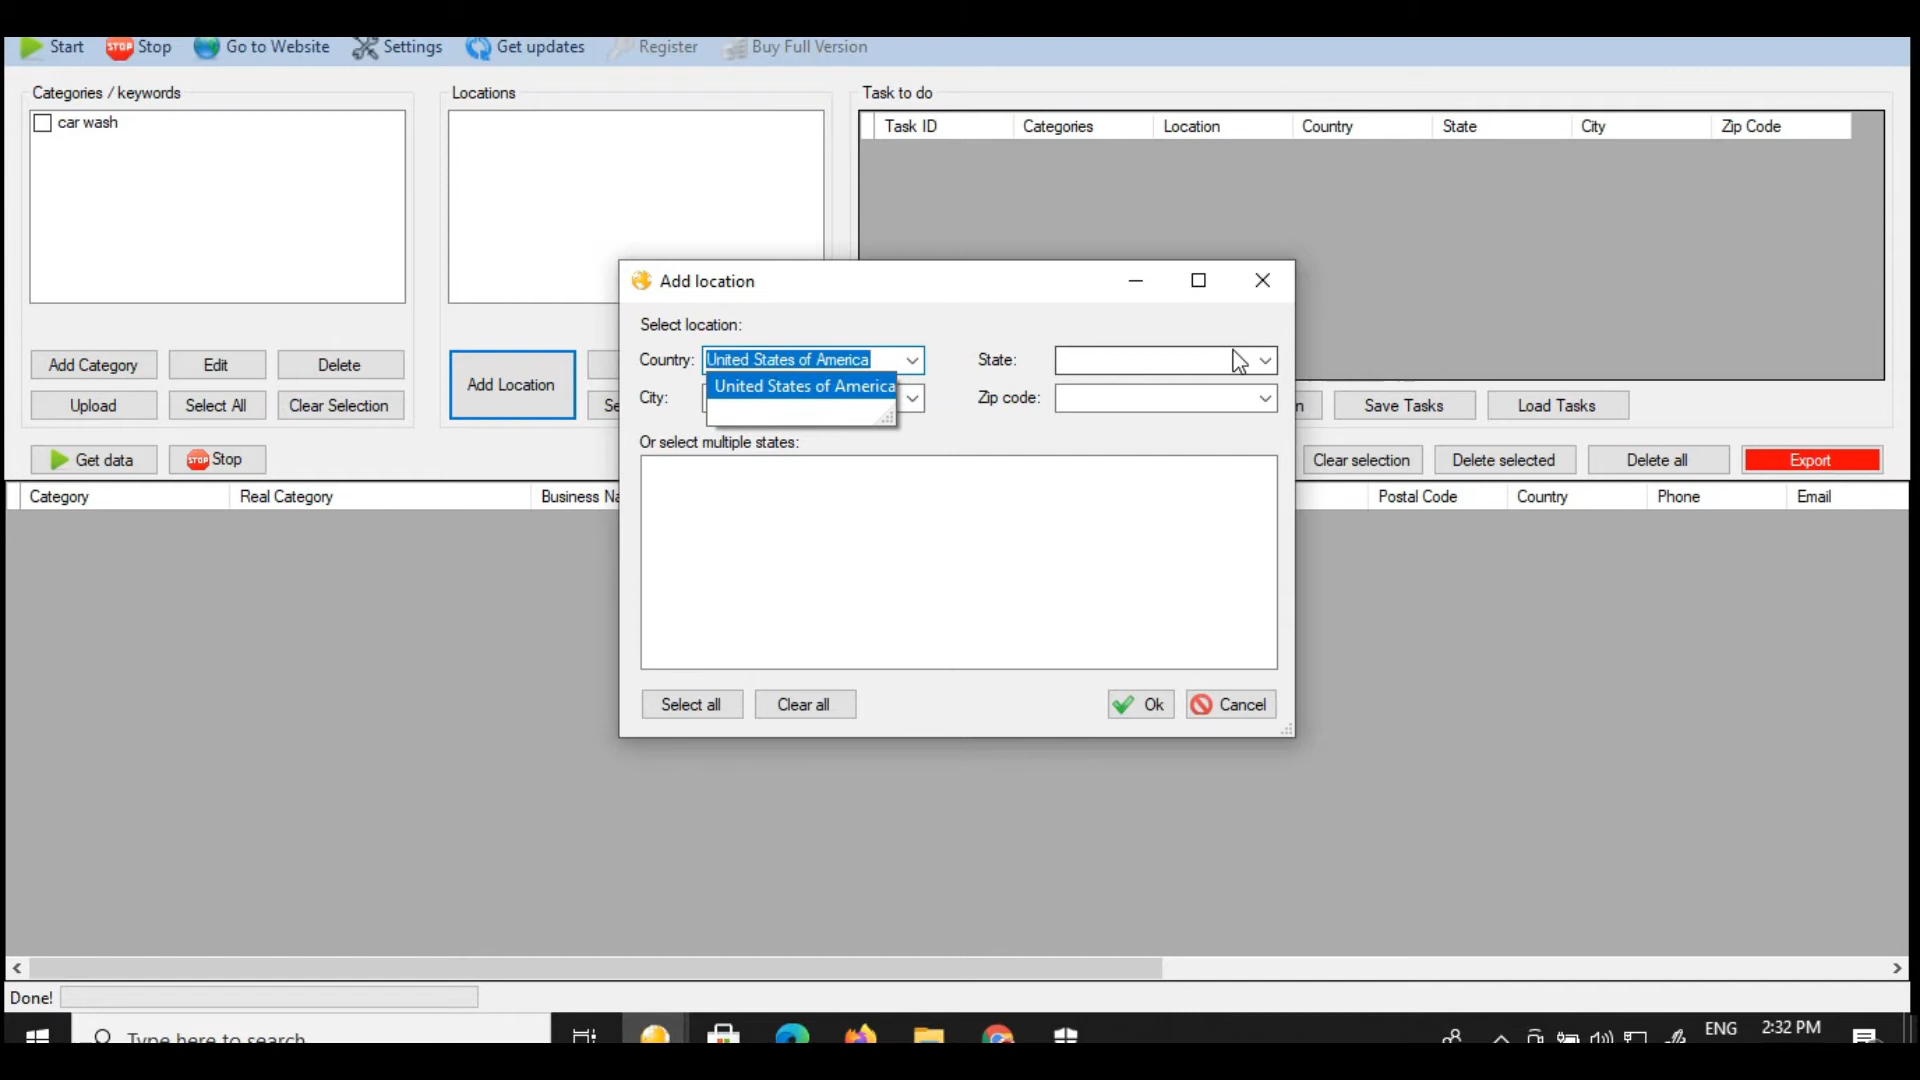 Start STOP Stop Go to Website Settings Get updates Register Buy Full Version
Categories / keywords Locations Task to do
car wash
Task ID Categories Location Country State City Zip Code
Add location
Select location:
Country: United States of America State:
United States of America
City: Zip code:
Or select multiple states:
Select all Clear all Ok Cancel
Add Category Edit Delete
Add Location
Upload Select All Clear Selection Se n Save Tasks Load Tasks
Get data STOP Stop Clear selection Delete selected Delete all Export
Category Real Category Business Na Postal Code Country Phone Email
Done!
Type here to search ENG 2:32 PM